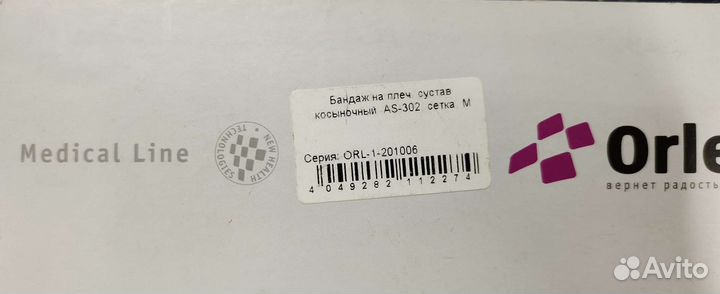 Medical Line
NEW HEALTH TECHNOLOGIES
Бандаж на плеч. сустав
косыночный AS-302 сетка M
Серия: ORL-1-201006
4 049282 112274
Orle
вернет радость
Avito